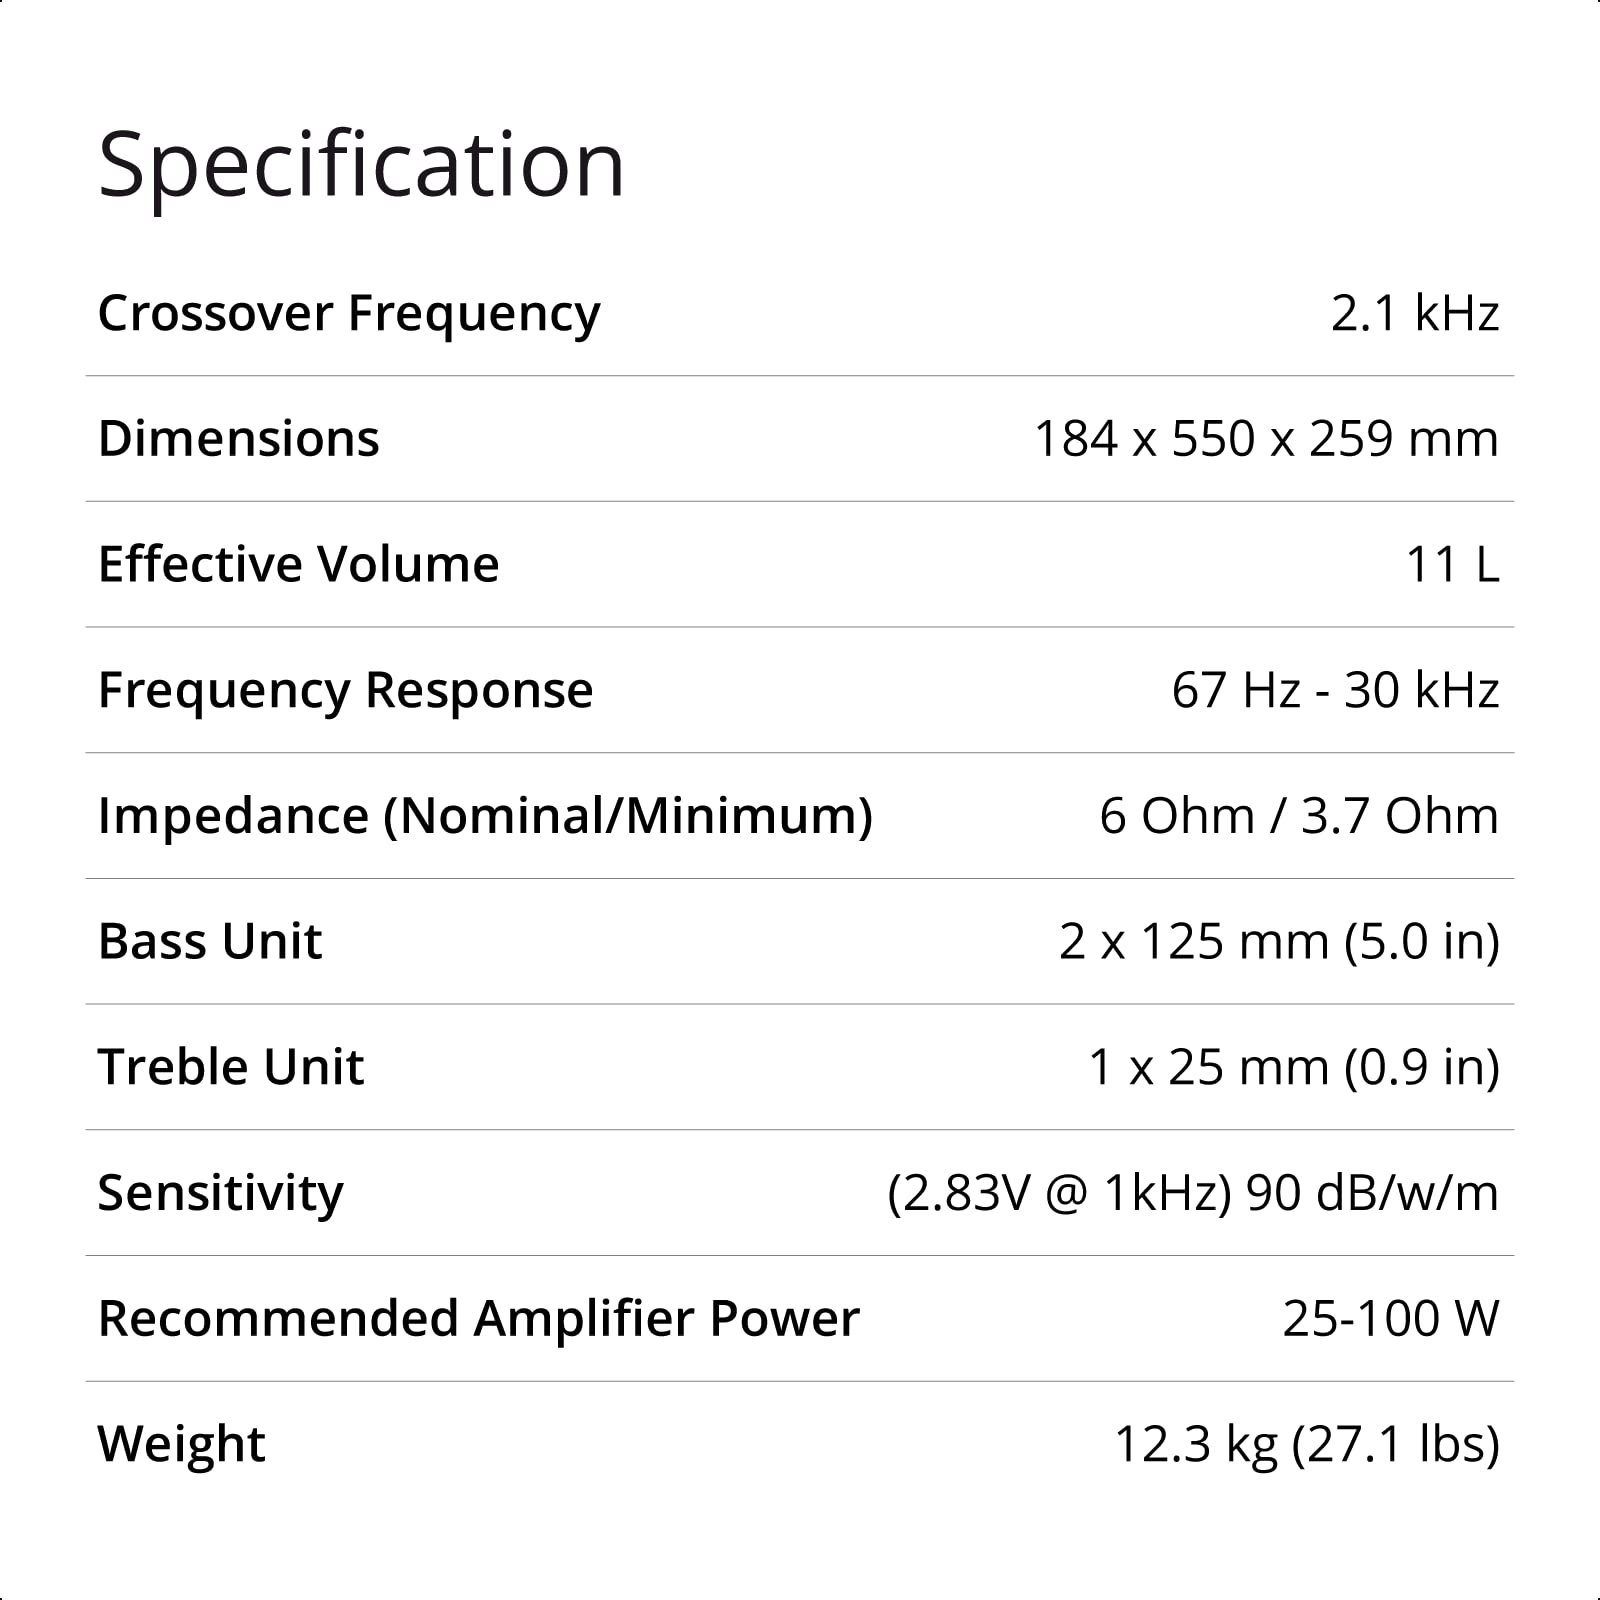 Specification
Crossover Frequency 2.1 kHz
Dimensions 184 x 550 x 259 mm
Effective Volume 11 L
Frequency Response 67 Hz - 30 kHz
Impedance (Nominal/Minimum) 6 Ohm / 3.7 Ohm
Bass Unit 2 x 125 mm (5.0 in)
Treble Unit 1 x 25 mm (0.9 in)
Sensitivity (2.83V @ 1kHz) 90 dB/w/m
Recommended Amplifier Power 25-100 W
Weight 12.3 kg (27.1 lbs)